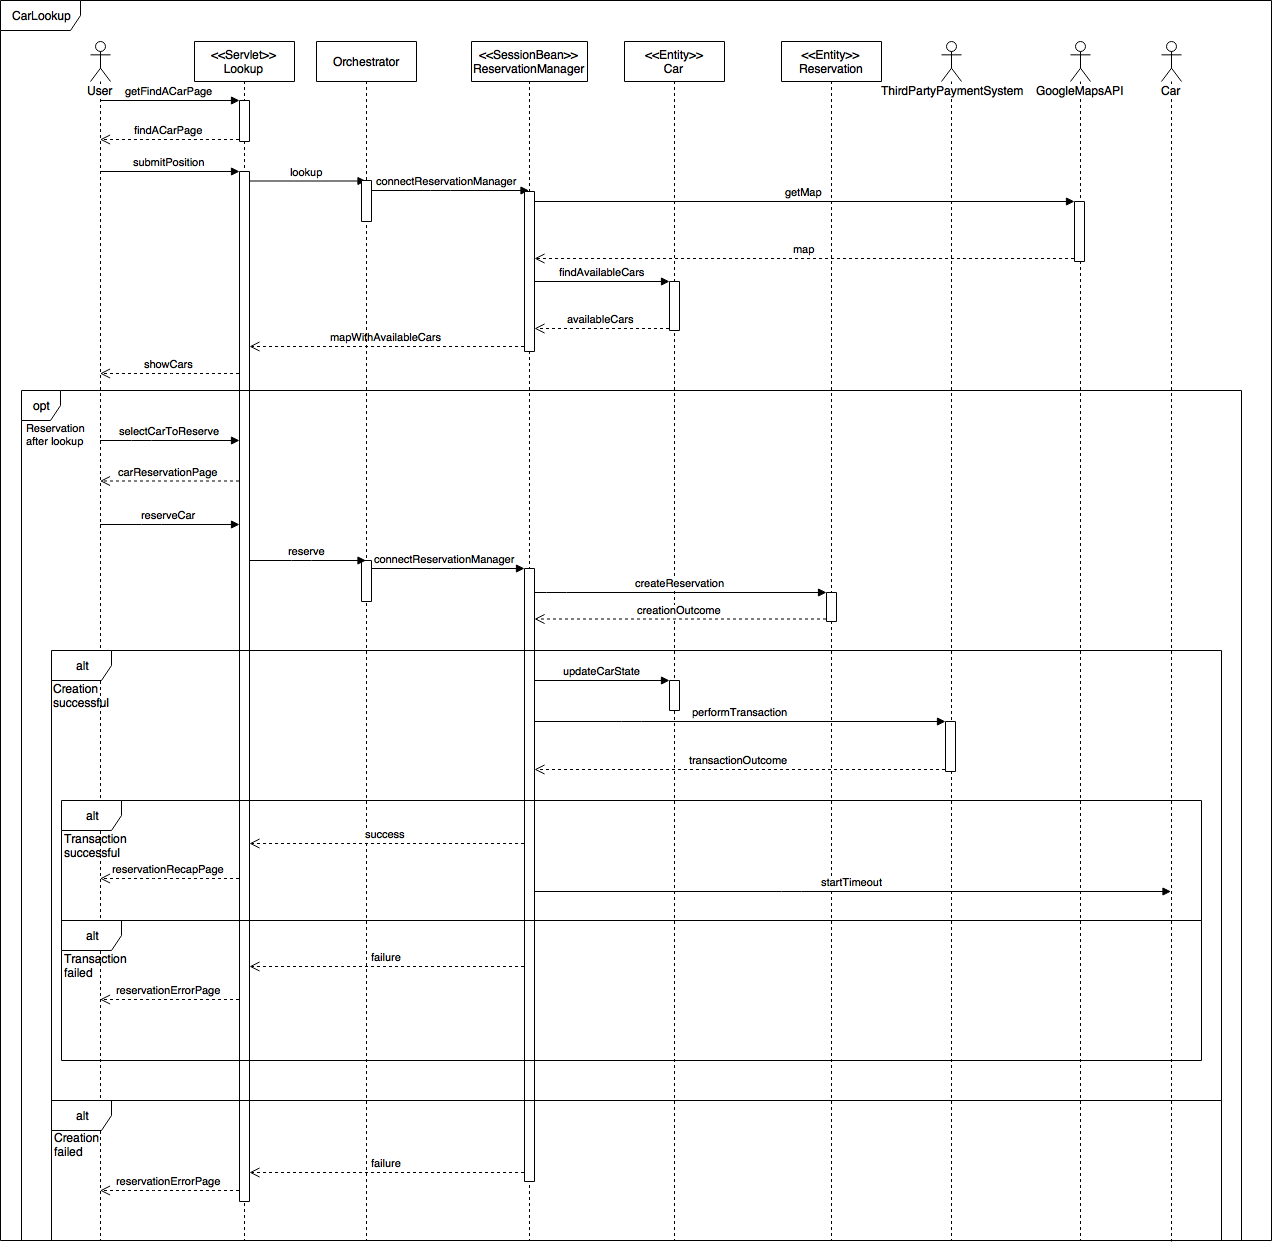 CarLookup
User
<<Servlet>>
Lookup
Orchestrator
<<SessionBean>>
ReservationManager
<<Entity>>
Car
<<Entity>>
Reservation
ThirdPartyPaymentSystem
GoogleMapsAPI
Car
getFindACarPage
findACarPage
submitPosition
lookup
connectReservationManager
getMap
map
findAvailableCars
availableCars
mapWithAvailableCars
showCars
opt
Reservation
after lookup
selectCarToReserve
carReservationPage
reserveCar
reserve
connectReservationManager
createReservation
creationOutcome
alt
Creation
successful
updateCarState
performTransaction
transactionOutcome
alt
Transaction
successful
success
reservationRecapPage
startTimeout
alt
Transaction
failed
failure
reservationErrorPage
alt
Creation
failed
failure
reservationErrorPage